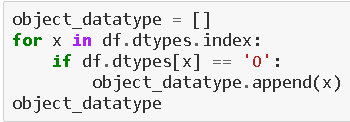 object_datatype = []
for x in df.dtypes.index:
    if df.dtypes[x] == 'O':
        object_datatype.append(x)
object_datatype